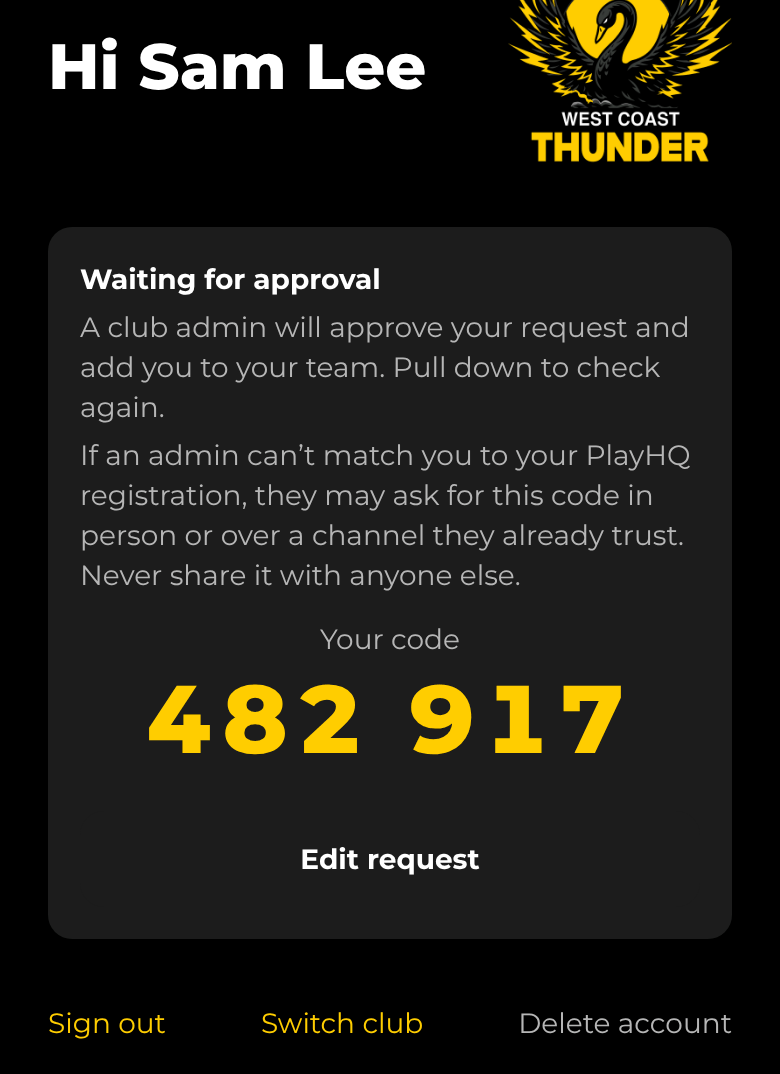 Hi Sam Lee
WEST COAST
THUNDER
Waiting for approval
A club admin will approve your request and
add you to your team. Pull down to check
again.
If an admin can’t match you to your PlayHQ
registration, they may ask for this code in
person or over a channel they already trust.
Never share it with anyone else.
Your code
482 917
Edit request
Sign out
Switch club
Delete account